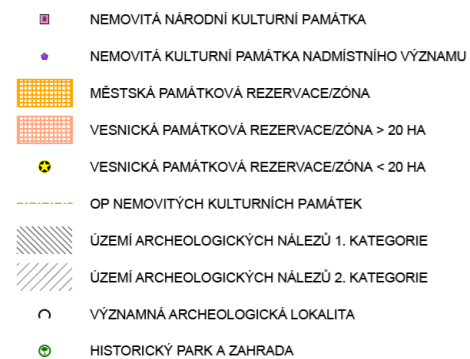 NEMOVITÁ NÁRODNÍ KULTURNÍ PAMÁTKA
NEMOVITÁ KULTURNÍ PAMÁTKA NADMÍSTNÍHO VÝZNAMU
MĚSTSKÁ PAMÁTKOVÁ REZERVACE/ZÓNA
VESNICKÁ PAMÁTKOVÁ REZERVACE/ZÓNA > 20 HA
VESNICKÁ PAMÁTKOVÁ REZERVACE/ZÓNA < 20 HA
OP NEMOVITÝCH KULTURNÍCH PAMÁTEK
ÚZEMÍ ARCHEOLOGICKÝCH NÁLEZŮ 1. KATEGORIE
ÚZEMÍ ARCHEOLOGICKÝCH NÁLEZŮ 2. KATEGORIE
VÝZNAMNÁ ARCHEOLOGICKÁ LOKALITA
HISTORICKÝ PARK A ZAHRADA